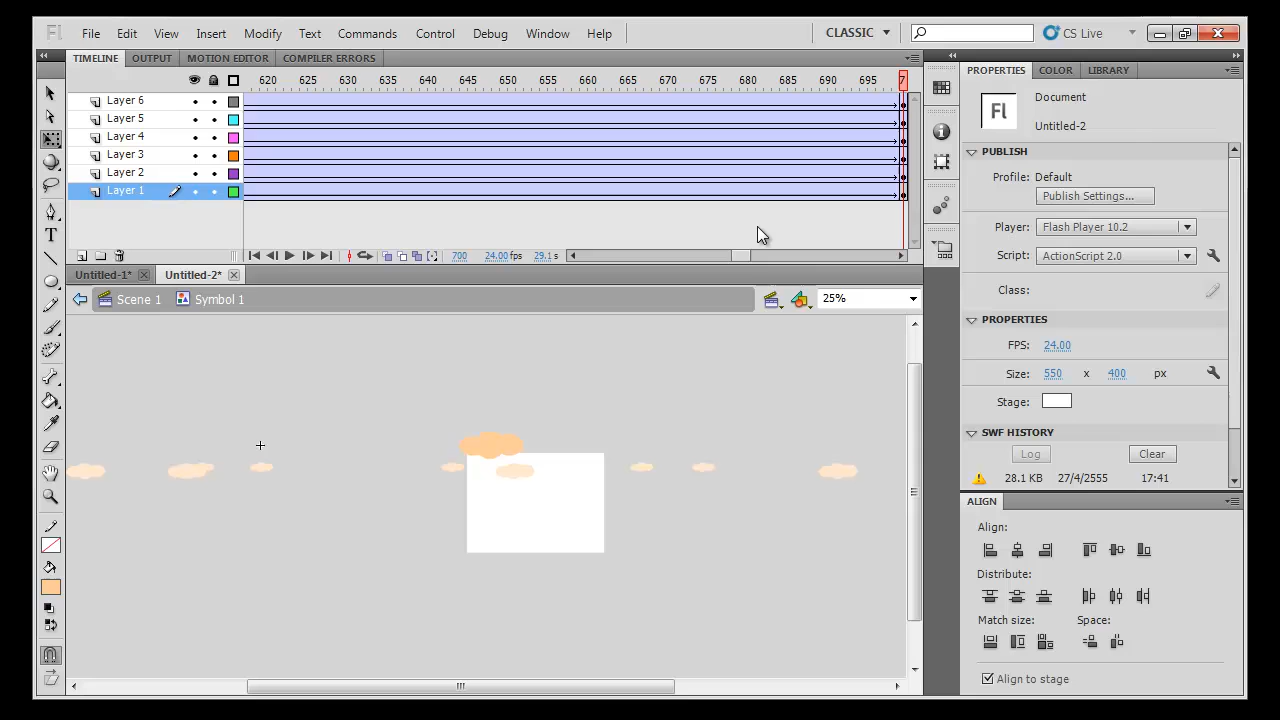 Fl File Edit View Insert Modify Text Commands Control Debug Window Help CLASSIC CS Live
TIMELINE OUTPUT MOTION EDITOR COMPILER ERRORS
620 625 630 635 640 645 650 655 660 665 670 675 680 685 690 695 7
Layer 6
Layer 5
Layer 4
Layer 3
Layer 2
Layer 1
700 24.00 fps 29.1 s
Untitled-1* Untitled-2*
Scene 1 Symbol 1 25%
PROPERTIES COLOR LIBRARY
Fl Document
Untitled-2
PUBLISH
Profile: Default
Publish Settings...
Player: Flash Player 10.2
Script: ActionScript 2.0
Class:
PROPERTIES
FPS: 24.00
Size: 550 x 400 px
Stage:
SWF HISTORY
Log Clear
28.1 KB 27/4/2555 17:41
ALIGN
Align:
Distribute:
Match size: Space:
Align to stage